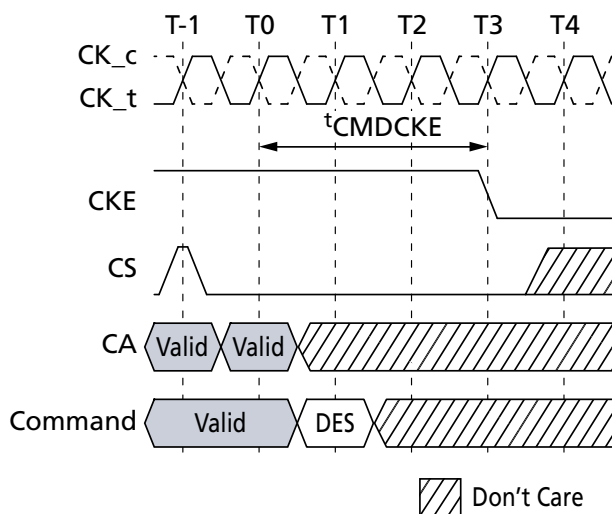 T-1 T0 T1 T2 T3 T4
CK_c
CK_t
tCMDCKE
CKE
CS
CA Valid Valid
Command Valid DES
Don't Care